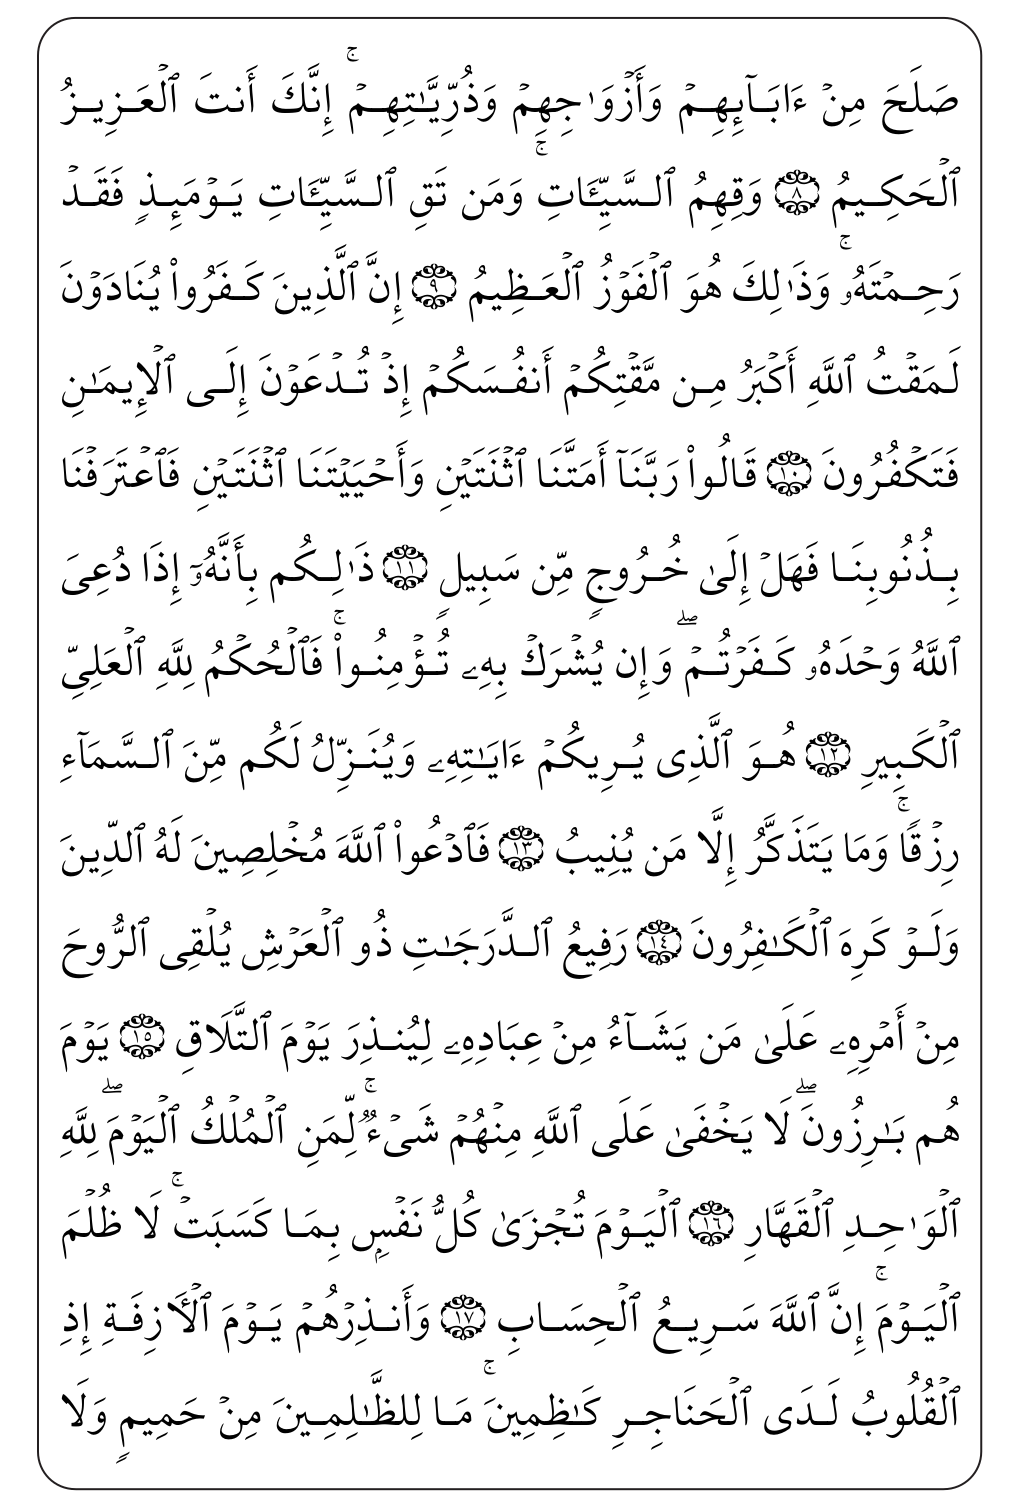 صَلَحَ مِنۡ ءَابَآئِهِمۡ وَأَزۡوَٰجِهِمۡ وَذُرِّيَّٰتِهِمۡۚ إِنَّكَ أَنتَ ٱلۡعَزِيزُ
ٱلۡحَكِيمُ ۝٨ وَقِهِمُ ٱلسَّيِّـَٔاتِۚ وَمَن تَقِ ٱلسَّيِّـَٔاتِ يَوۡمَئِذٖ فَقَدۡ
رَحِمۡتَهُۥۚ وَذَٰلِكَ هُوَ ٱلۡفَوۡزُ ٱلۡعَظِيمُ ۝٩ إِنَّ ٱلَّذِينَ كَفَرُواْ يُنَادَوۡنَ
لَمَقۡتُ ٱللَّهِ أَكۡبَرُ مِن مَّقۡتِكُمۡ أَنفُسَكُمۡ إِذۡ تُدۡعَوۡنَ إِلَى ٱلۡإِيمَٰنِ
فَتَكۡفُرُونَ ۝١٠ قَالُواْ رَبَّنَآ أَمَتَّنَا ٱثۡنَتَيۡنِ وَأَحۡيَيۡتَنَا ٱثۡنَتَيۡنِ فَٱعۡتَرَفۡنَا
بِذُنُوبِنَا فَهَلۡ إِلَىٰ خُرُوجٖ مِّن سَبِيلٖ ۝١١ ذَٰلِكُم بِأَنَّهُۥٓ إِذَا دُعِيَ
ٱللَّهُ وَحۡدَهُۥ كَفَرۡتُمۡۖ وَإِن يُشۡرَكۡ بِهِۦ تُؤۡمِنُواْۚ فَٱلۡحُكۡمُ لِلَّهِ ٱلۡعَلِيِّ
ٱلۡكَبِيرِ ۝١٢ هُوَ ٱلَّذِي يُرِيكُمۡ ءَايَٰتِهِۦ وَيُنَزِّلُ لَكُم مِّنَ ٱلسَّمَآءِ
رِزۡقٗاۚ وَمَا يَتَذَكَّرُ إِلَّا مَن يُنِيبُ ۝١٣ فَٱدۡعُواْ ٱللَّهَ مُخۡلِصِينَ لَهُ ٱلدِّينَ
وَلَوۡ كَرِهَ ٱلۡكَٰفِرُونَ ۝١٤ رَفِيعُ ٱلدَّرَجَٰتِ ذُو ٱلۡعَرۡشِ يُلۡقِي ٱلرُّوحَ
مِنۡ أَمۡرِهِۦ عَلَىٰ مَن يَشَآءُ مِنۡ عِبَادِهِۦ لِيُنذِرَ يَوۡمَ ٱلتَّلَاقِ ۝١٥ يَوۡمَ
هُم بَٰرِزُونَۖ لَا يَخۡفَىٰ عَلَى ٱللَّهِ مِنۡهُمۡ شَيۡءٞۚ لِّمَنِ ٱلۡمُلۡكُ ٱلۡيَوۡمَۖ لِلَّهِ
ٱلۡوَٰحِدِ ٱلۡقَهَّارِ ۝١٦ ٱلۡيَوۡمَ تُجۡزَىٰ كُلُّ نَفۡسِۭ بِمَا كَسَبَتۡۚ لَا ظُلۡمَ
ٱلۡيَوۡمَۚ إِنَّ ٱللَّهَ سَرِيعُ ٱلۡحِسَابِ ۝١٧ وَأَنذِرۡهُمۡ يَوۡمَ ٱلۡأٓزِفَةِ إِذِ
ٱلۡقُلُوبُ لَدَى ٱلۡحَنَاجِرِ كَٰظِمِينَۚ مَا لِلظَّٰلِمِينَ مِنۡ حَمِيمٖ وَلَا